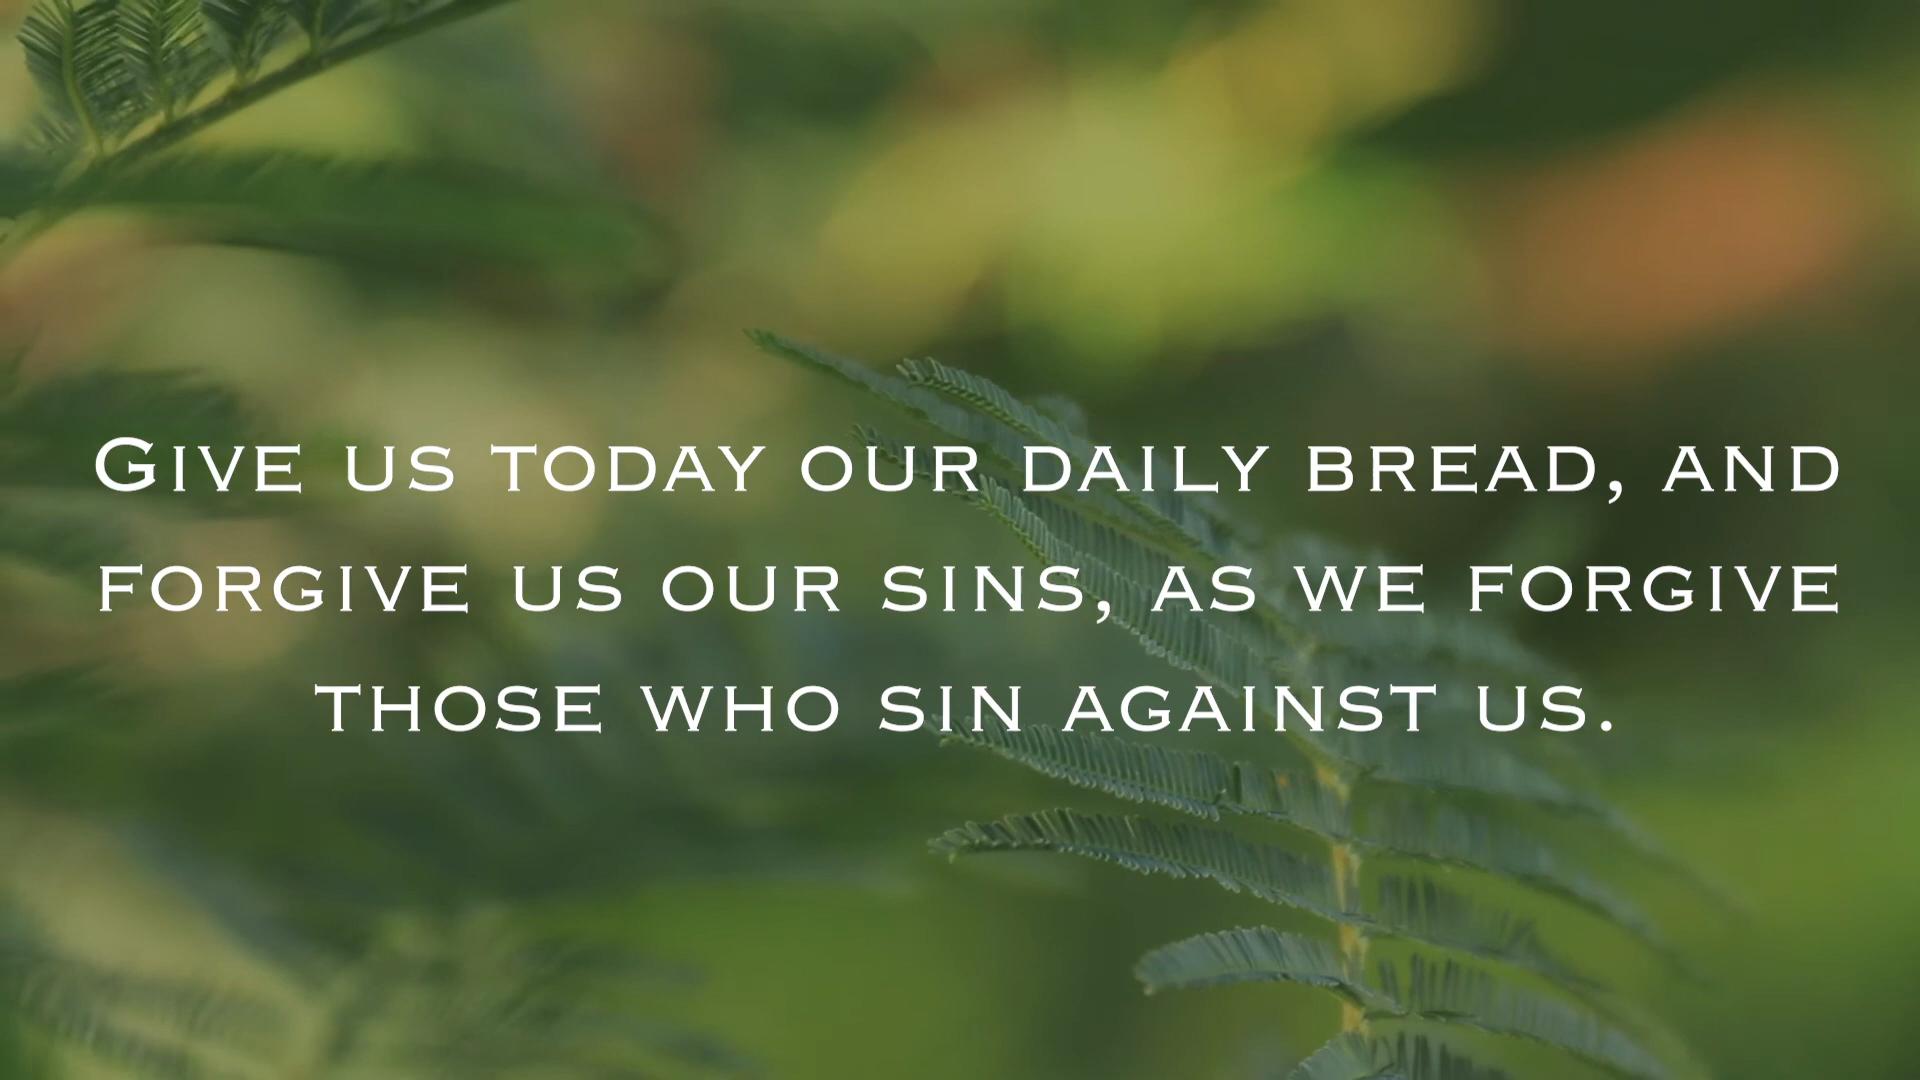 Give us today our daily bread, and
forgive us our sins, as we forgive
those who sin against us.